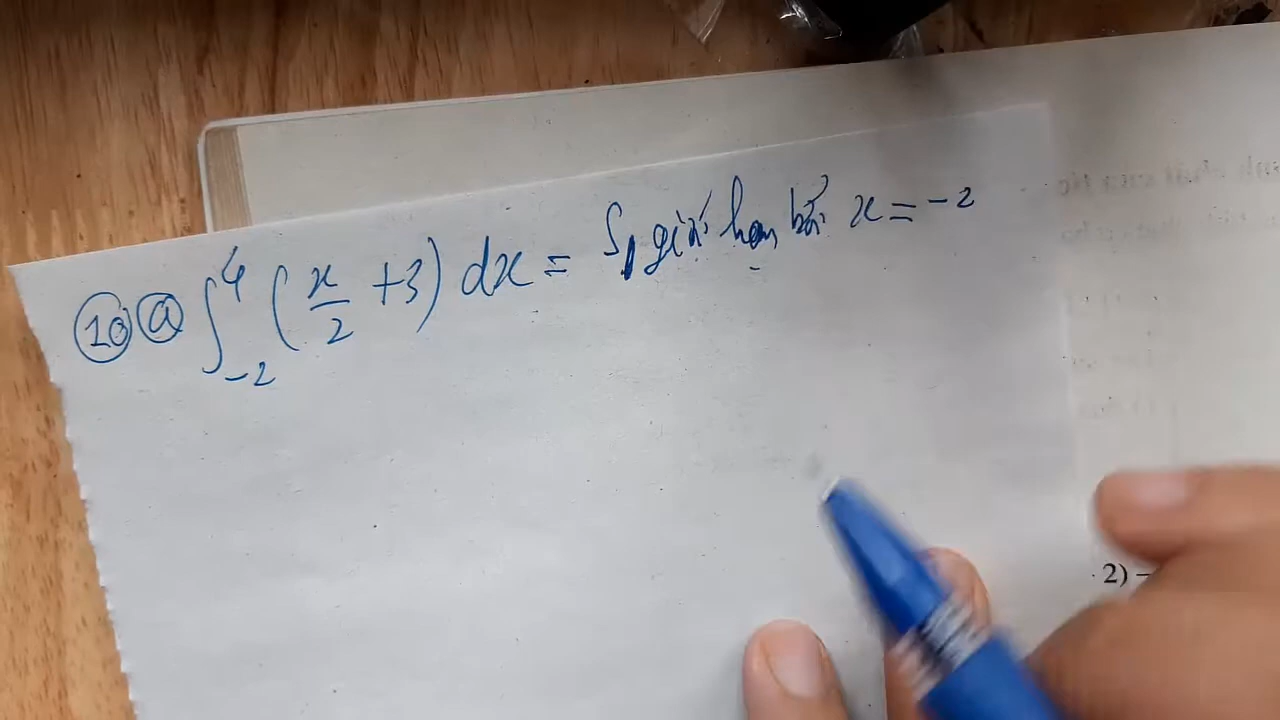 10 a ∫_{-2}^{4} (x/2 + 3) dx = S, giới hạn bởi x = -2
2) -